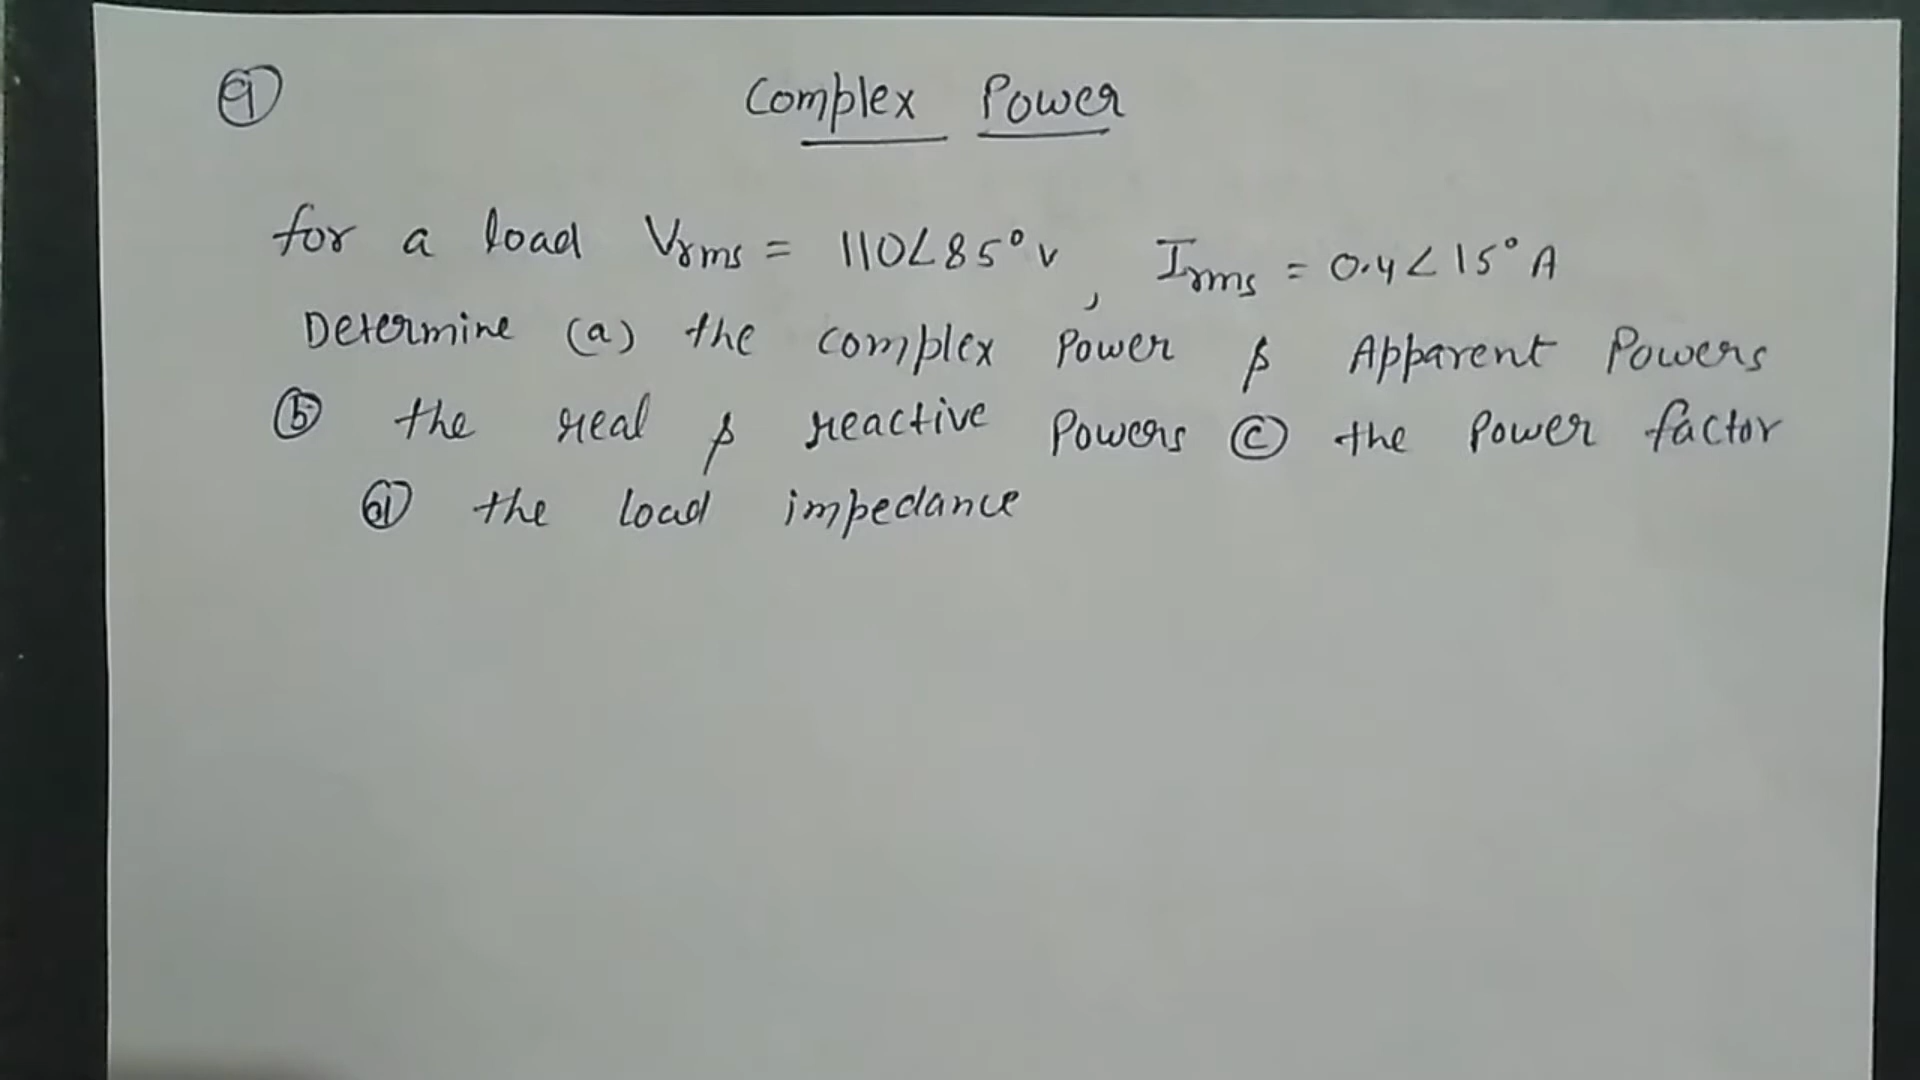 Q Complex Power
for a load Vrms = 110∠85° v , Irms = 0.4∠15° A
Determine (a) the complex Power & Apparent Powers
ⓑ the real & reactive Powers ⓒ the Power factor
ⓓ the load impedance